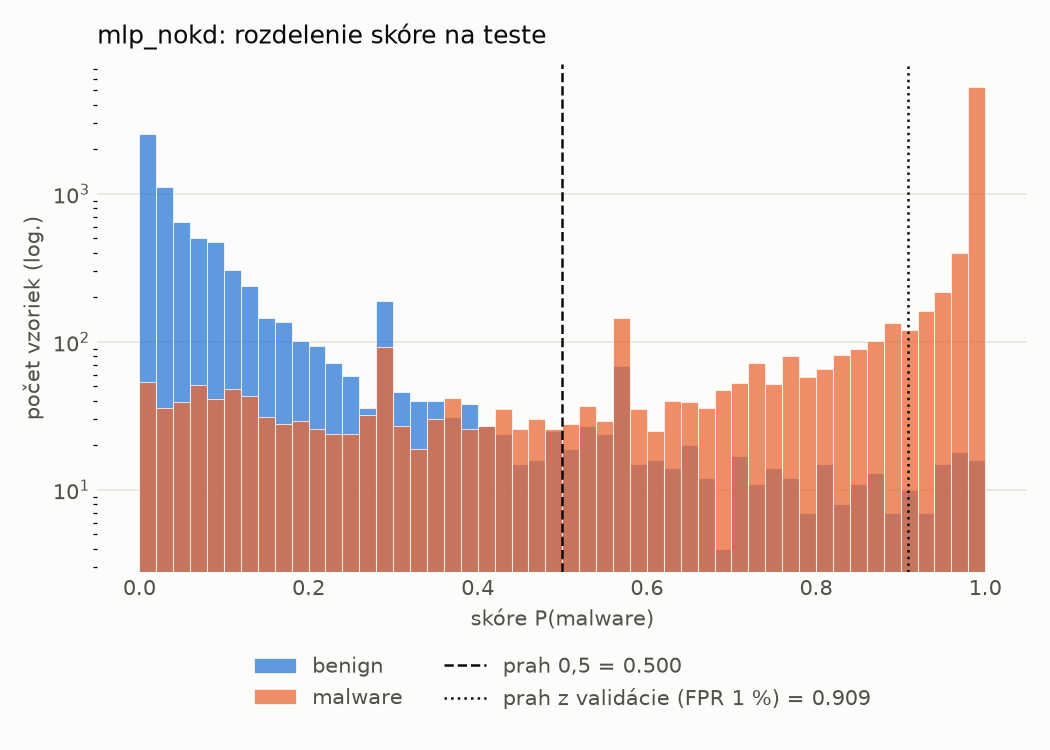 mlp_nokd: rozdelenie skóre na teste
počet vzoriek (log.)
10³
10²
10¹
0.0 0.2 0.4 0.6 0.8 1.0
skóre P(malware)
benign prah 0,5 = 0.500
malware prah z validácie (FPR 1 %) = 0.909